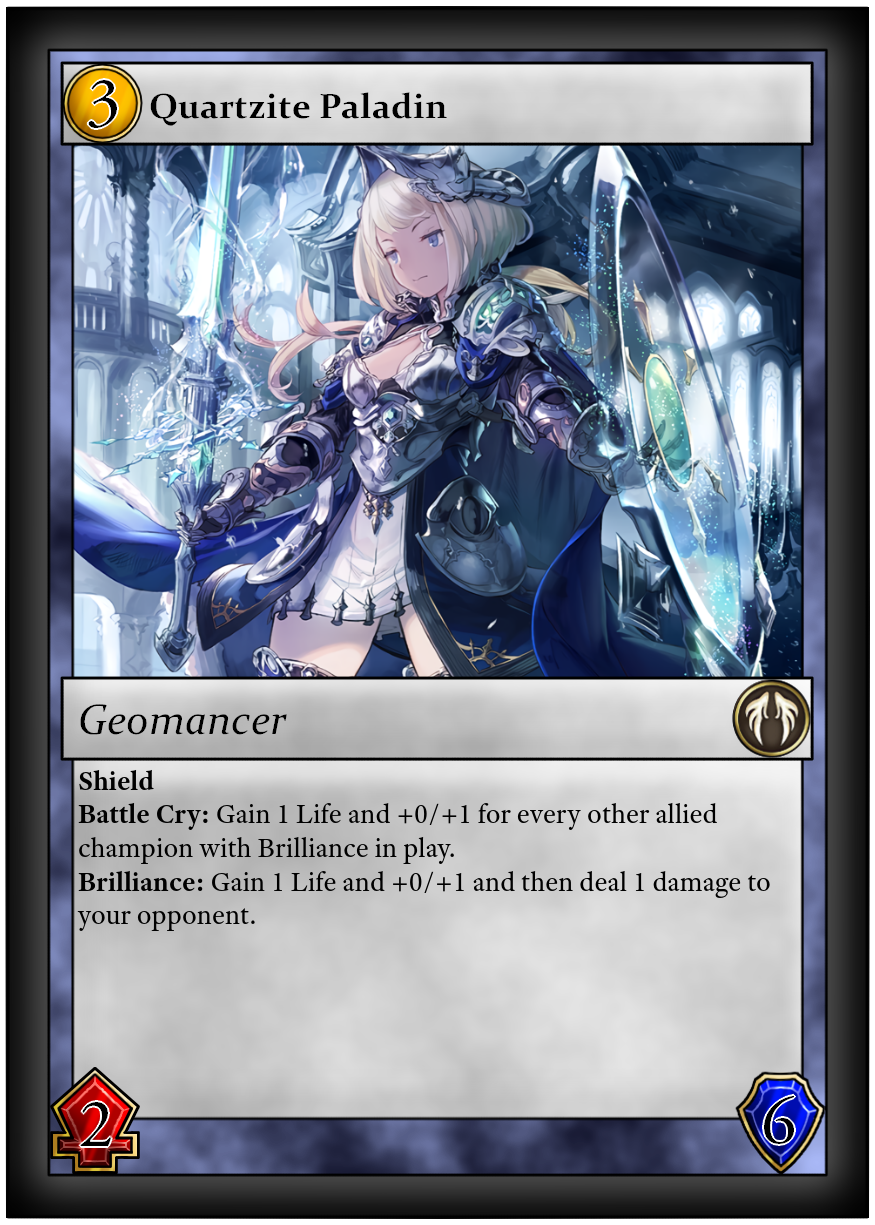 3 Quartzite Paladin
Geomancer
Shield
Battle Cry: Gain 1 Life and +0/+1 for every other allied
champion with Brilliance in play.
Brilliance: Gain 1 Life and +0/+1 and then deal 1 damage to
your opponent.
2 6